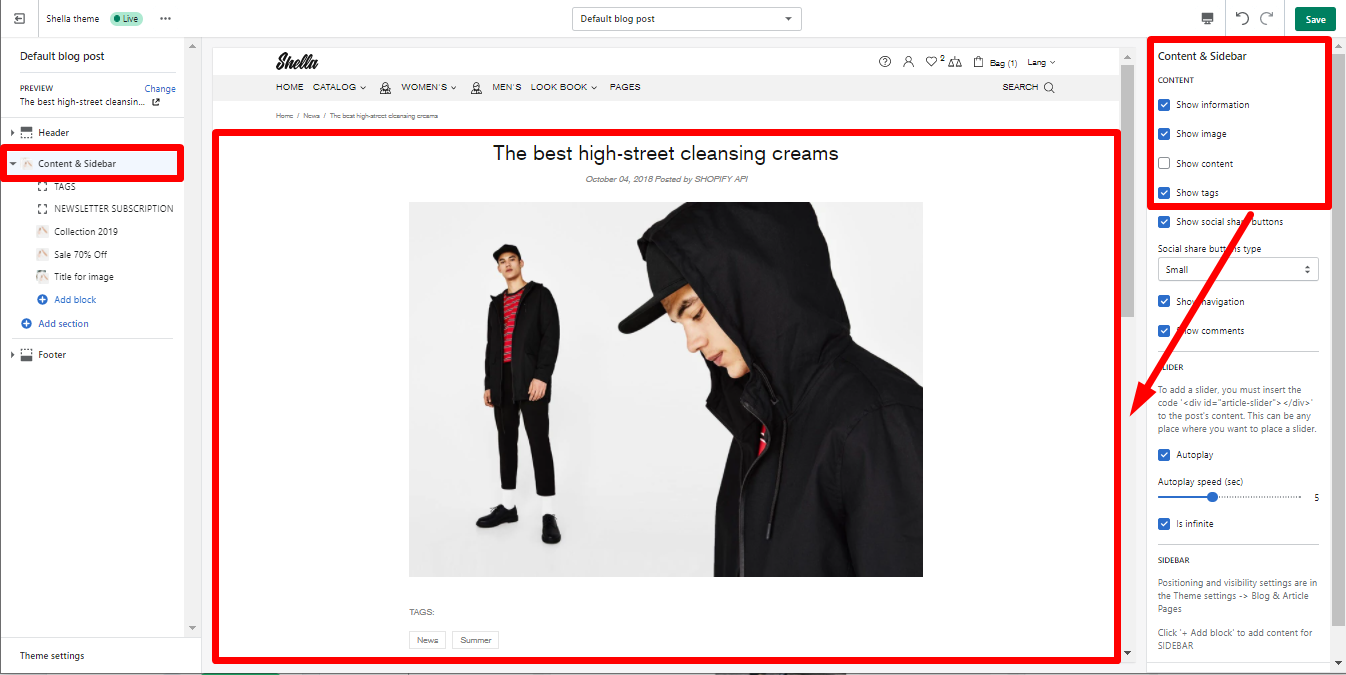 Shella theme
Live
Default blog post
Save
Default blog post
PREVIEW
Change
The best high-street cleansin...
Header
Content & Sidebar
TAGS
NEWSLETTER SUBSCRIPTION
Collection 2019
Sale 70% Off
Title for image
Add block
Add section
Footer
Theme settings
Shella
2
Bag (1)
Lang
HOME
CATALOG
WOMEN'S
MEN'S
LOOK BOOK
PAGES
SEARCH
Home / News / The best high-street cleansing creams
The best high-street cleansing creams
October 04, 2018 Posted by SHOPIFY API
TAGS:
News
Summer
Content & Sidebar
CONTENT
Show information
Show image
Show content
Show tags
Show social share buttons
Social share buttons type
Small
Show navigation
Show comments
SLIDER
To add a slider, you must insert the
code '<div id="article-slider"></div>'
to the post's content. This can be any
place where you want to place a slider.
Autoplay
Autoplay speed (sec)
5
Is infinite
SIDEBAR
Positioning and visibility settings are in
the Theme settings -> Blog & Article
Pages
Click '+ Add block' to add content for
SIDEBAR